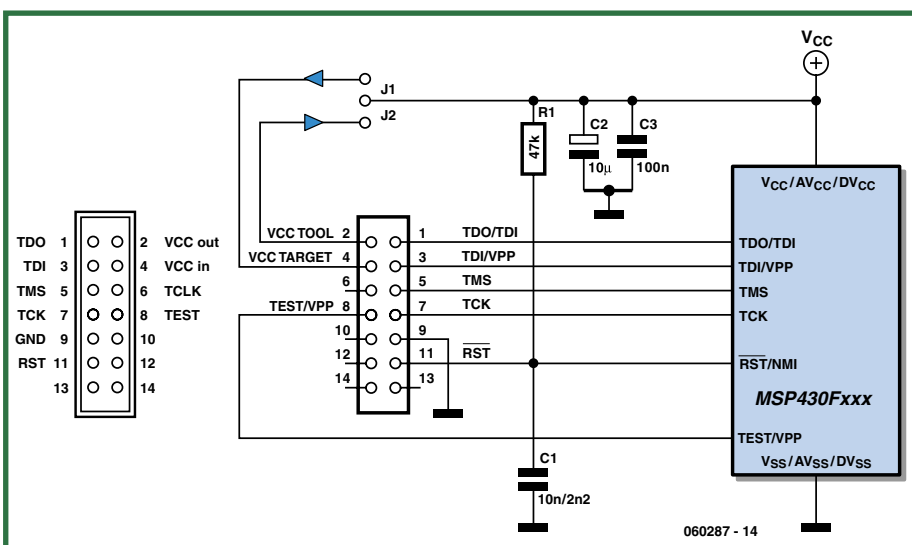 VCC
J1
J2
R1
47k
C2
10µ
C3
100n
VCC/AVCC/DVCC
TDO 1 2 VCC out
TDI 3 4 VCC in
TMS 5 6 TCLK
TCK 7 8 TEST
GND 9 10
RST 11 12
13 14
VCC TOOL 2 1 TDO/TDI
VCC TARGET 4 3 TDI/VPP
6 5 TMS
TEST/VPP 8 7 TCK
10 9
12 11 RST
14 13
TDO/TDI
TDI/VPP
TMS
TCK
RST/NMI
MSP430Fxxx
TEST/VPP
VSS/AVSS/DVSS
C1
10n/2n2
060287 - 14